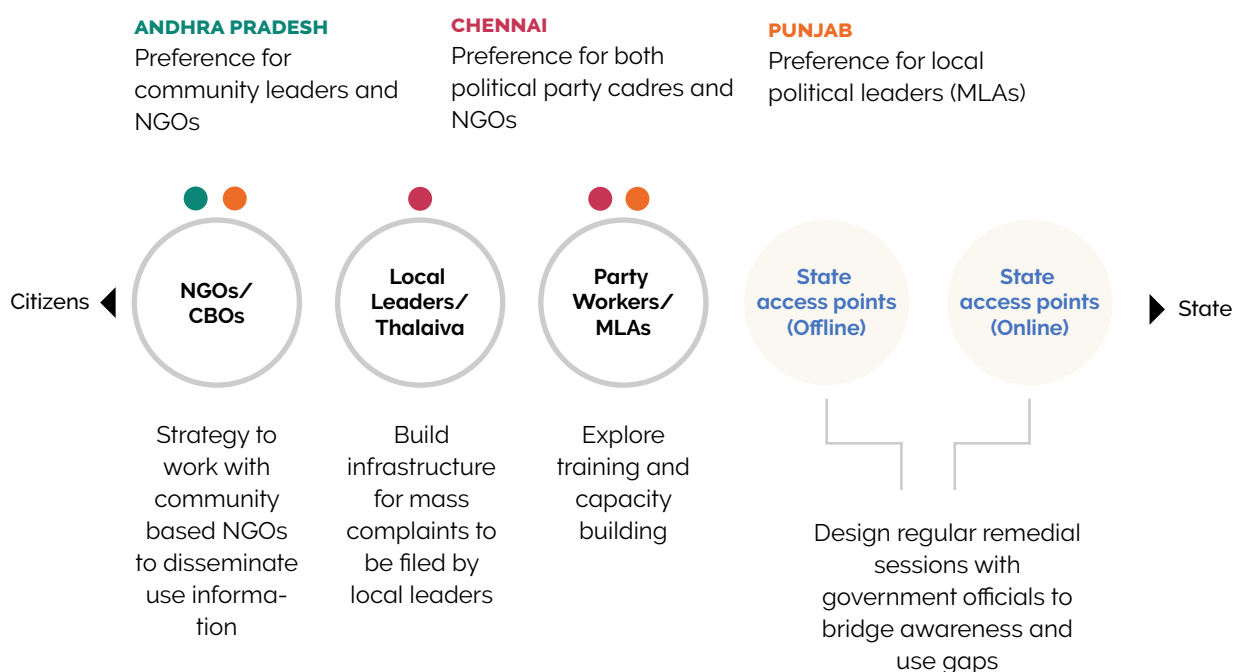 ANDHRA PRADESH
Preference for
community leaders and
NGOs
CHENNAI
Preference for both
political party cadres and
NGOs
PUNJAB
Preference for local
political leaders (MLAs)
Citizens
NGOs/
CBOs
Local
Leaders/
Thalaiva
Party
Workers/
MLAs
State
access points
(Offline)
State
access points
(Online)
State
Strategy to
work with
community
based NGOs
to disseminate
use informa-
tion
Build
infrastructure
for mass
complaints to
be filed by
local leaders
Explore
training and
capacity
building
Design regular remedial
sessions with
government officials to
bridge awareness and
use gaps